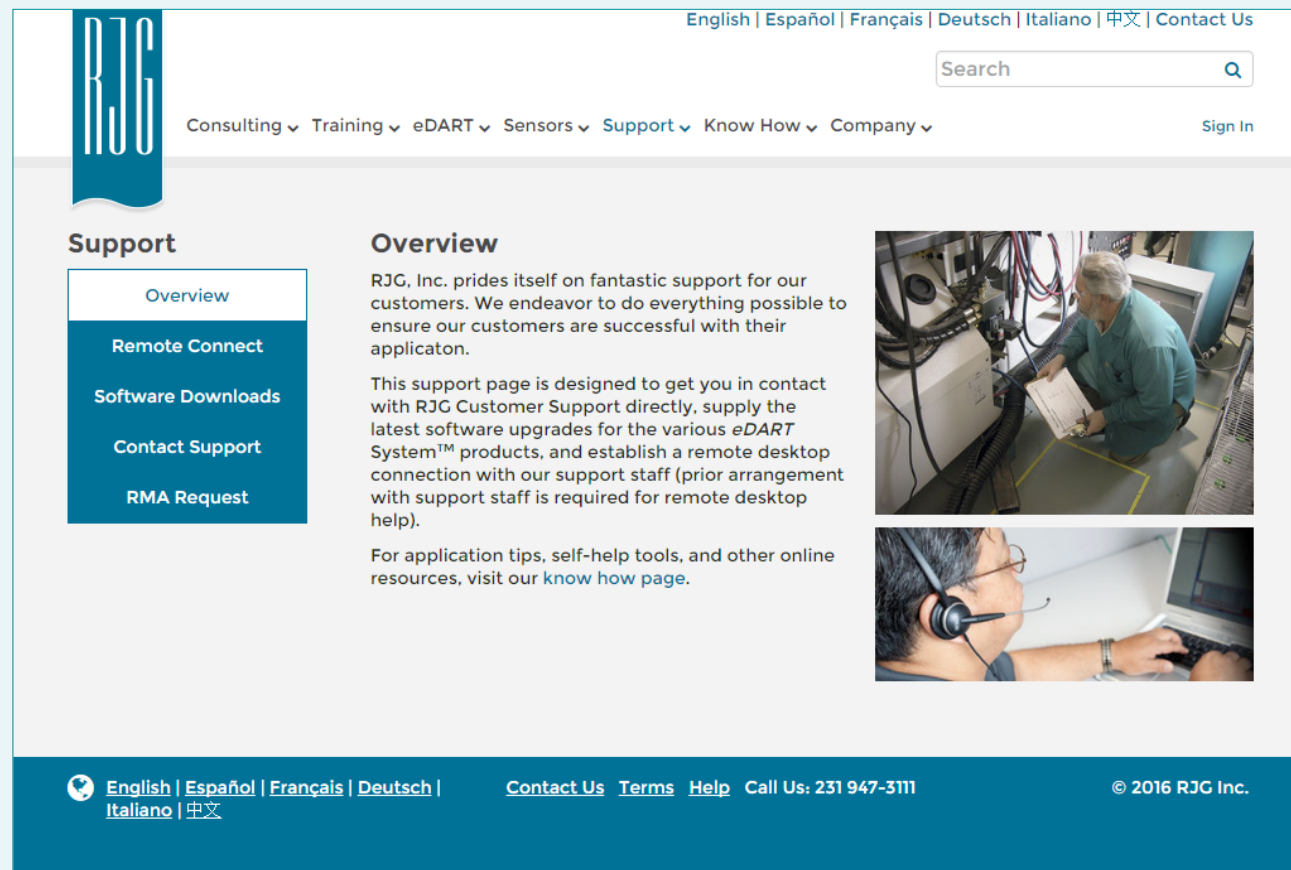 RJG
English | Español | Français | Deutsch | Italiano | 中文 | Contact Us
Search
Consulting Training eDART Sensors Support Know How Company
Sign In
Support
Overview
Remote Connect
Software Downloads
Contact Support
RMA Request
Overview
RJG, Inc. prides itself on fantastic support for our
customers. We endeavor to do everything possible to
ensure our customers are successful with their
applicaton.
This support page is designed to get you in contact
with RJG Customer Support directly, supply the
latest software upgrades for the various eDART
System™ products, and establish a remote desktop
connection with our support staff (prior arrangement
with support staff is required for remote desktop
help).
For application tips, self-help tools, and other online
resources, visit our know how page.
English | Español | Français | Deutsch |
Italiano | 中文
Contact Us Terms Help Call Us: 231 947-3111
© 2016 RJG Inc.